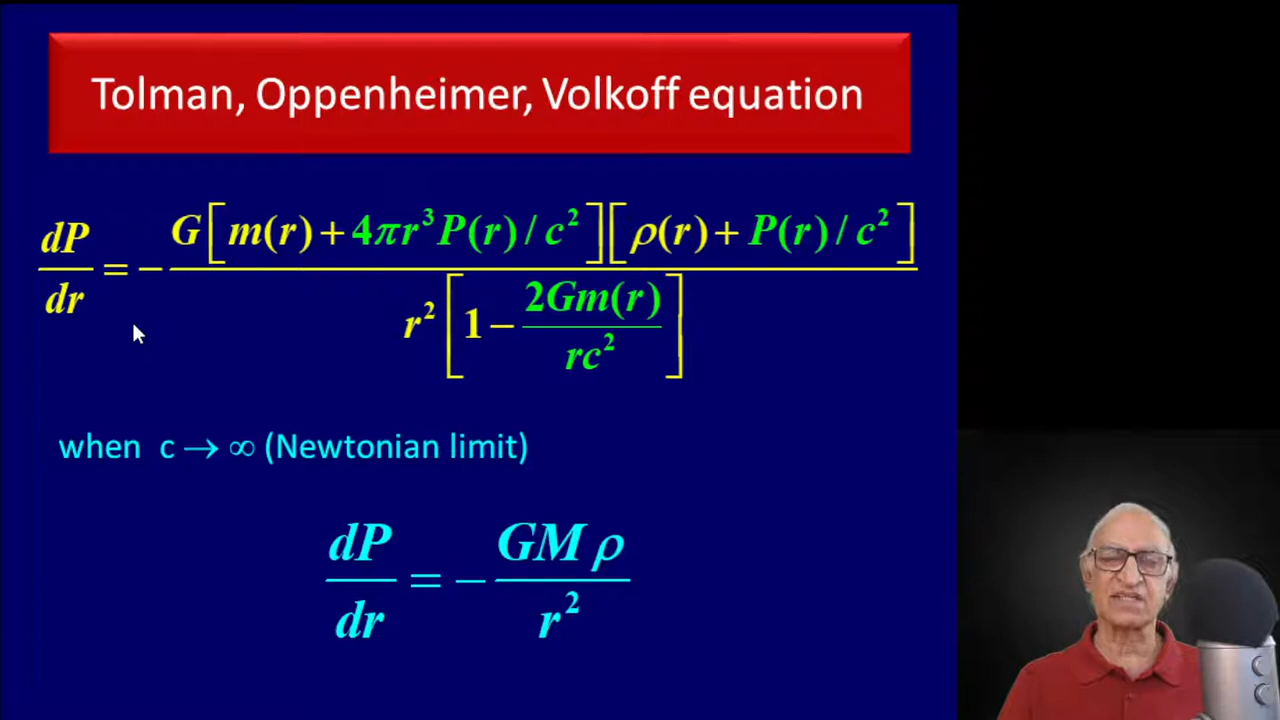 Tolman, Oppenheimer, Volkoff equation
dP/dr = − G[m(r) + 4πr³P(r)/c²][ρ(r) + P(r)/c²] / r²[1 − 2Gm(r)/rc²]
when c → ∞ (Newtonian limit)
dP/dr = − GMρ/r²